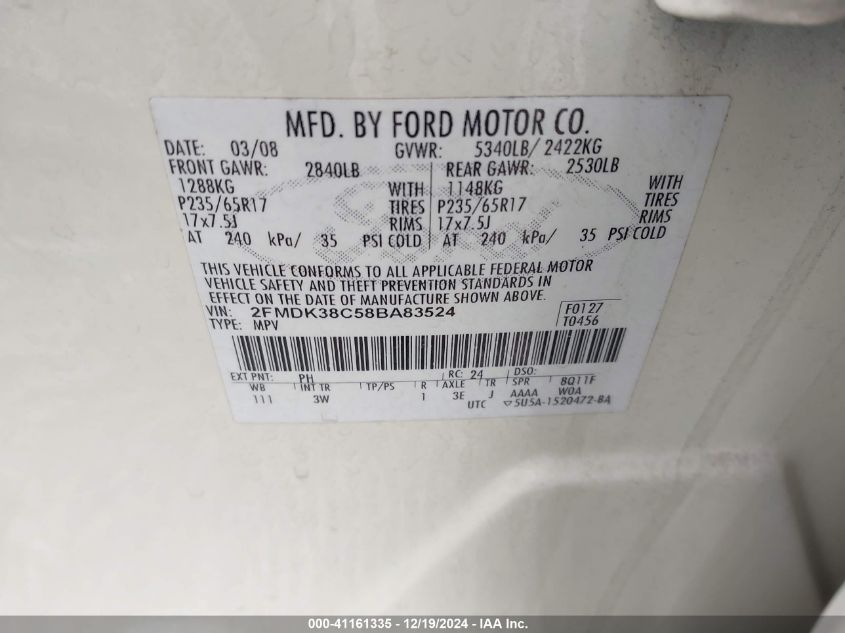 MFD. BY FORD MOTOR CO.
DATE: 03/08 GVWR: 5340LB/ 2422KG
FRONT GAWR: 2840LB REAR GAWR: 2530LB
1288KG WITH 1148KG WITH
P235/65R17 TIRES P235/65R17 TIRES
17x7.5J RIMS 17x7.5J RIMS
AT 240 kPa/ 35 PSI COLD AT 240 kPa/ 35 PSI COLD
THIS VEHICLE CONFORMS TO ALL APPLICABLE FEDERAL MOTOR
VEHICLE SAFETY AND THEFT PREVENTION STANDARDS IN
EFFECT ON THE DATE OF MANUFACTURE SHOWN ABOVE.
VIN: 2FMDK38C58BA83524 F0127
TYPE: MPV T0456
EXT PNT: PH RC: 24 DSO:
WB INT TR TP/PS R AXLE TR SPR 8Q11F
111 3W 1 3E J AAAA W0A
UTC ▽5U5A-1520472-BA
000-41161335 - 12/19/2024 - IAA Inc.